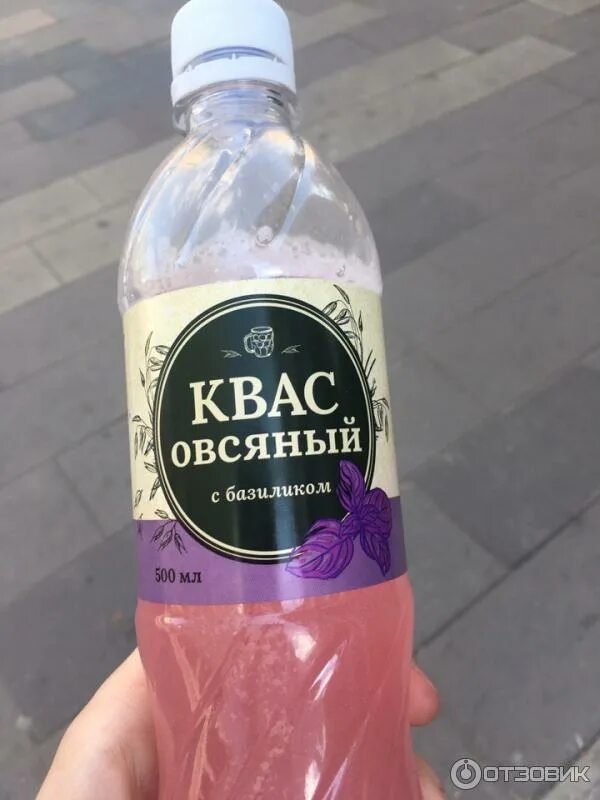 КВАС
ОВСЯНЫЙ
с базиликом
500 мл
ОТЗОВИК